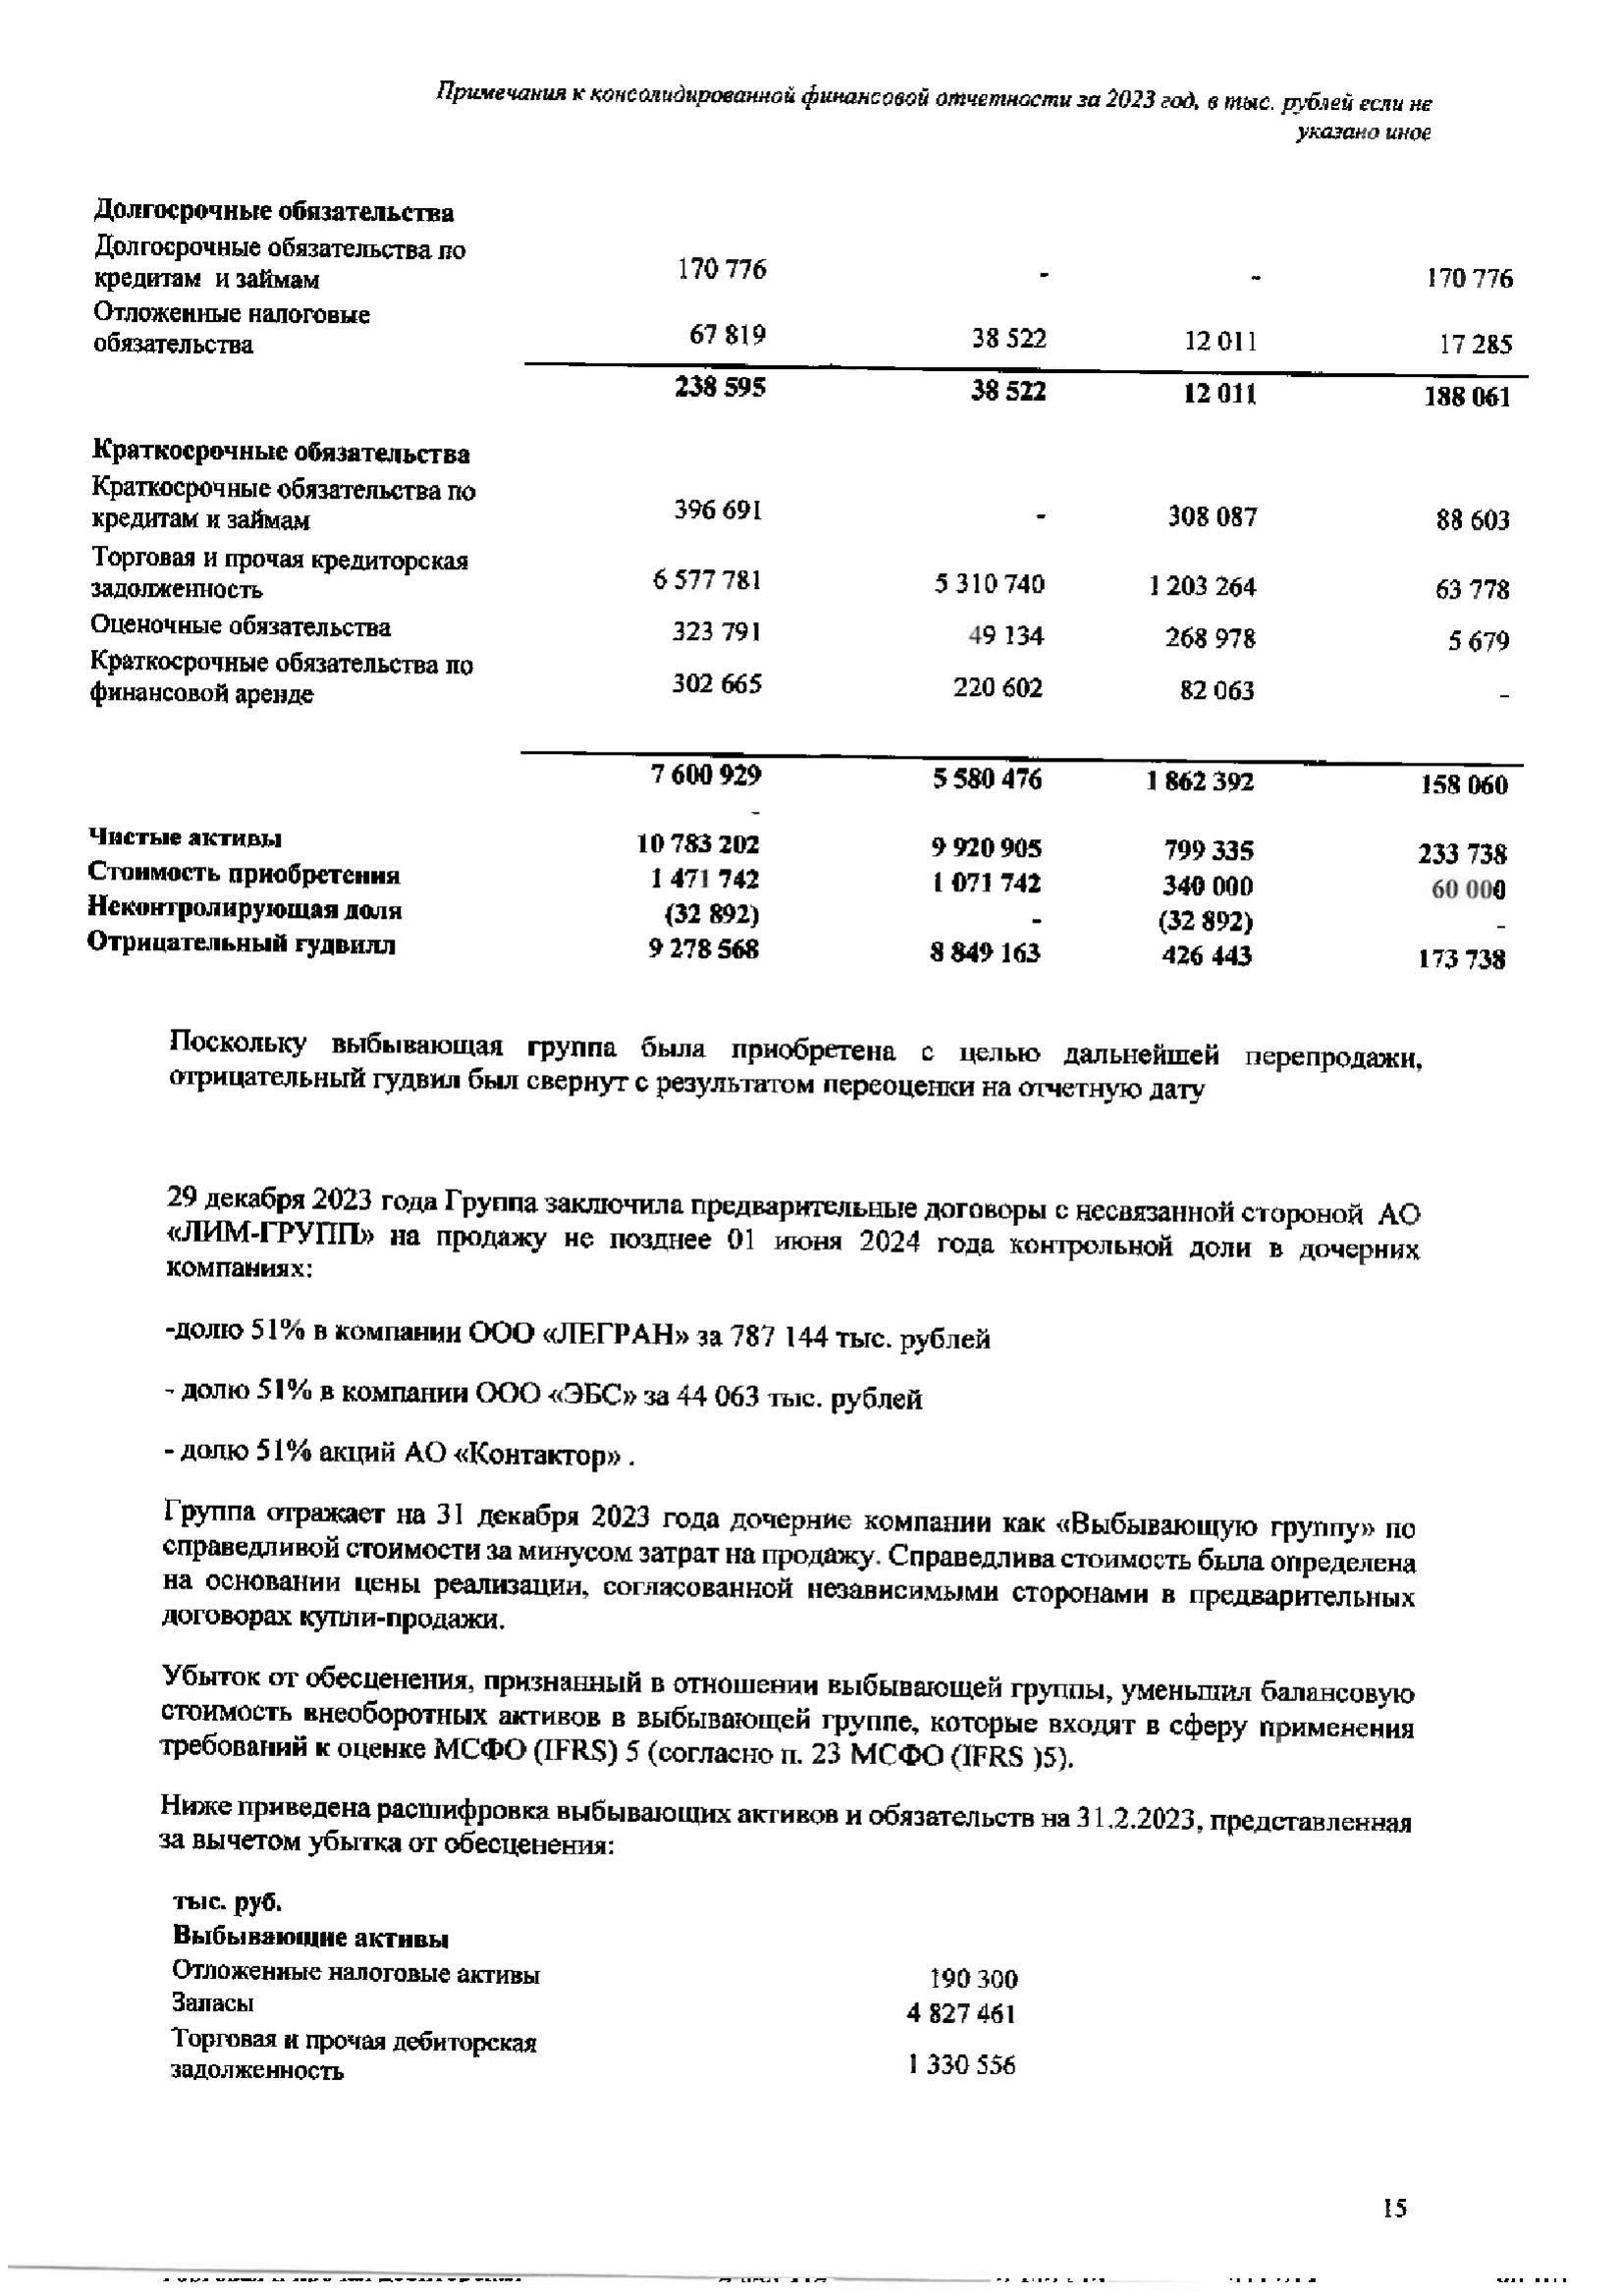 Примечания к консолидированной финансовой отчетности за 2023 год, в тыс. рублей если не
указано иное
Долгосрочные обязательства
Долгосрочные обязательства по
кредитам и займам 170 776 - - 170 776
Отложенные налоговые
обязательства 67 819 38 522 12 011 17 285
238 595 38 522 12 011 188 061
Краткосрочные обязательства
Краткосрочные обязательства по
кредитам и займам 396 691 - 308 087 88 603
Торговая и прочая кредиторская
задолженность 6 577 781 5 310 740 1 203 264 63 778
Оценочные обязательства 323 791 49 134 268 978 5 679
Краткосрочные обязательства по
финансовой аренде 302 665 220 602 82 063 -
7 600 929 5 580 476 1 862 392 158 060
-
Чистые активы 10 783 202 9 920 905 799 335 233 738
Стоимость приобретения 1 471 742 1 071 742 340 000 60 000
Неконтролирующая доля (32 892) - (32 892) -
Отрицательный гудвилл 9 278 568 8 849 163 426 443 173 738
Поскольку выбывающая группа была приобретена с целью дальнейшей перепродажи,
отрицательный гудвил был свернут с результатом переоценки на отчетную дату
29 декабря 2023 года Группа заключила предварительные договоры с несвязанной стороной АО
«ЛИМ-ГРУПП» на продажу не позднее 01 июня 2024 года контрольной доли в дочерних
компаниях:
-долю 51% в компании ООО «ЛЕГРАН» за 787 144 тыс. рублей
- долю 51% в компании ООО «ЭБС» за 44 063 тыс. рублей
- долю 51% акций АО «Контактор» .
Группа отражает на 31 декабря 2023 года дочерние компании как «Выбывающую группу» по
справедливой стоимости за минусом затрат на продажу. Справедлива стоимость была определена
на основании цены реализации, согласованной независимыми сторонами в предварительных
договорах купли-продажи.
Убыток от обесценения, признанный в отношении выбывающей группы, уменьшил балансовую
стоимость внеоборотных активов в выбывающей группе, которые входят в сферу применения
требований к оценке МСФО (IFRS) 5 (согласно п. 23 МСФО (IFRS )5).
Ниже приведена расшифровка выбывающих активов и обязательств на 31.2.2023, представленная
за вычетом убытка от обесценения:
тыс. руб.
Выбывающие активы
Отложенные налоговые активы 190 300
Запасы 4 827 461
Торговая и прочая дебиторская
задолженность 1 330 556
15